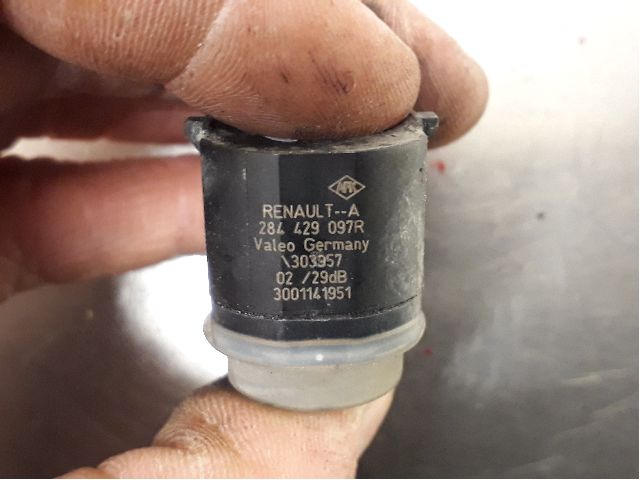 RENAULT--A
284 429 097R
Valeo Germany
\303957
02 /29dB
3001141951